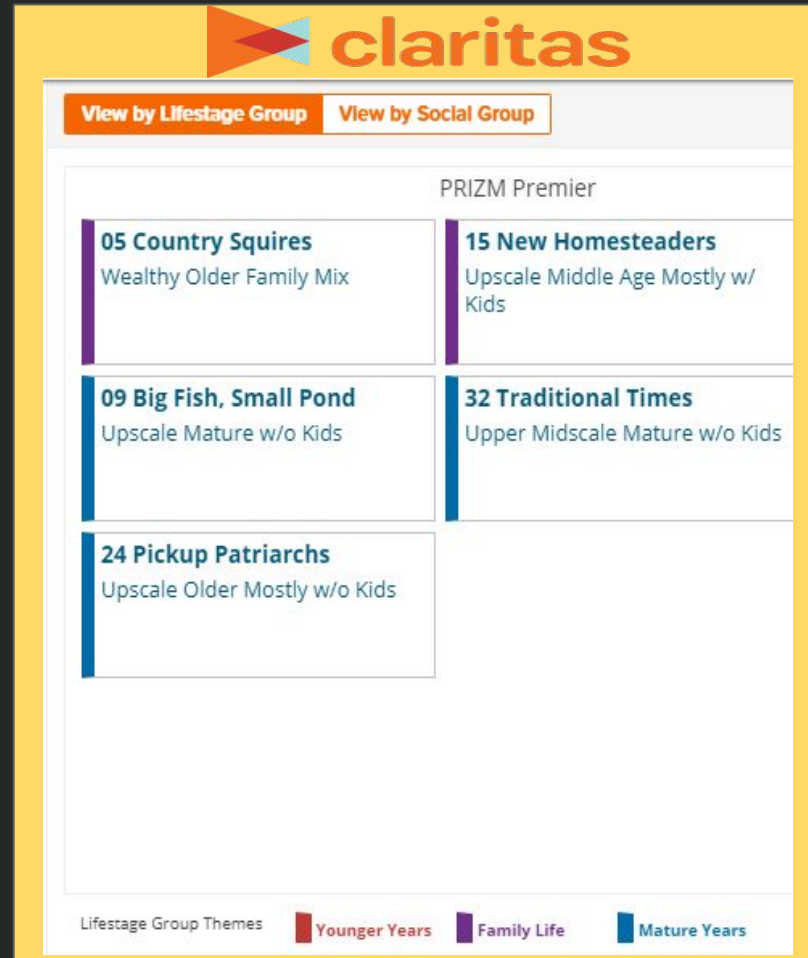 claritas
View by Lifestage Group View by Social Group
PRIZM Premier
05 Country Squires
Wealthy Older Family Mix
15 New Homesteaders
Upscale Middle Age Mostly w/
Kids
09 Big Fish, Small Pond
Upscale Mature w/o Kids
32 Traditional Times
Upper Midscale Mature w/o Kids
24 Pickup Patriarchs
Upscale Older Mostly w/o Kids
Lifestage Group Themes Younger Years Family Life Mature Years